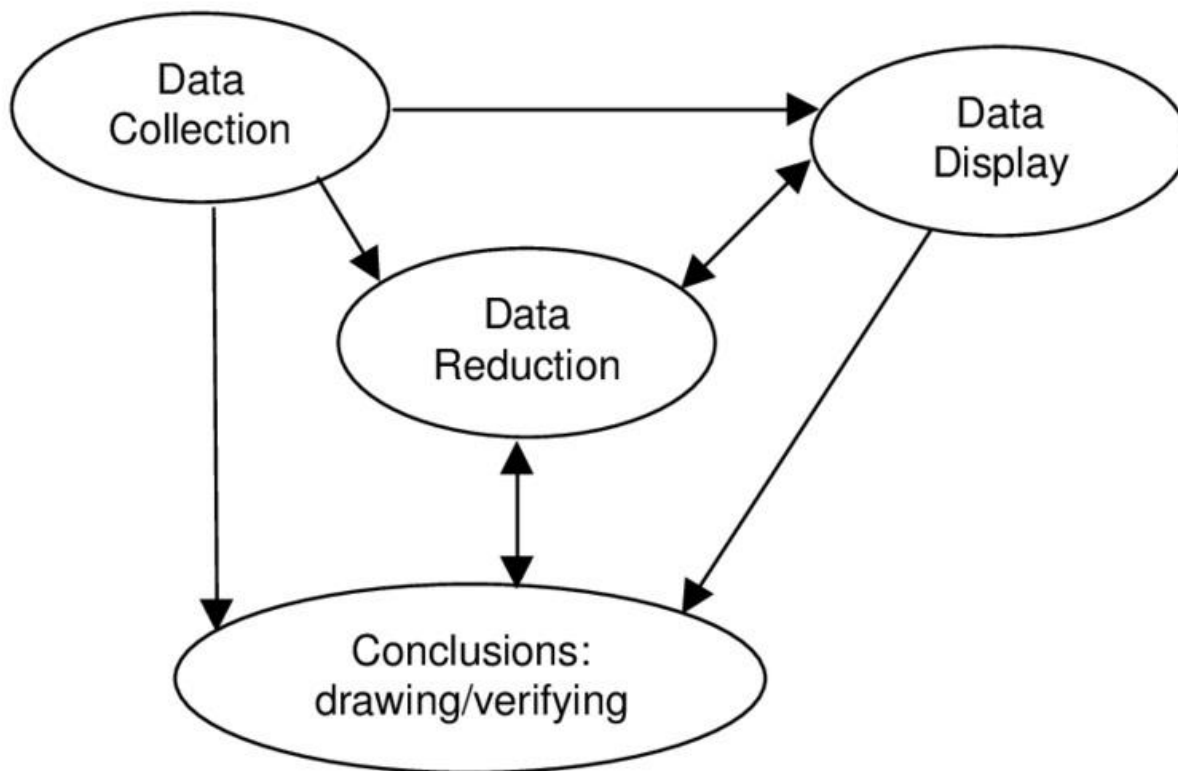 Data
Collection
Data
Display
Data
Reduction
Conclusions:
drawing/verifying